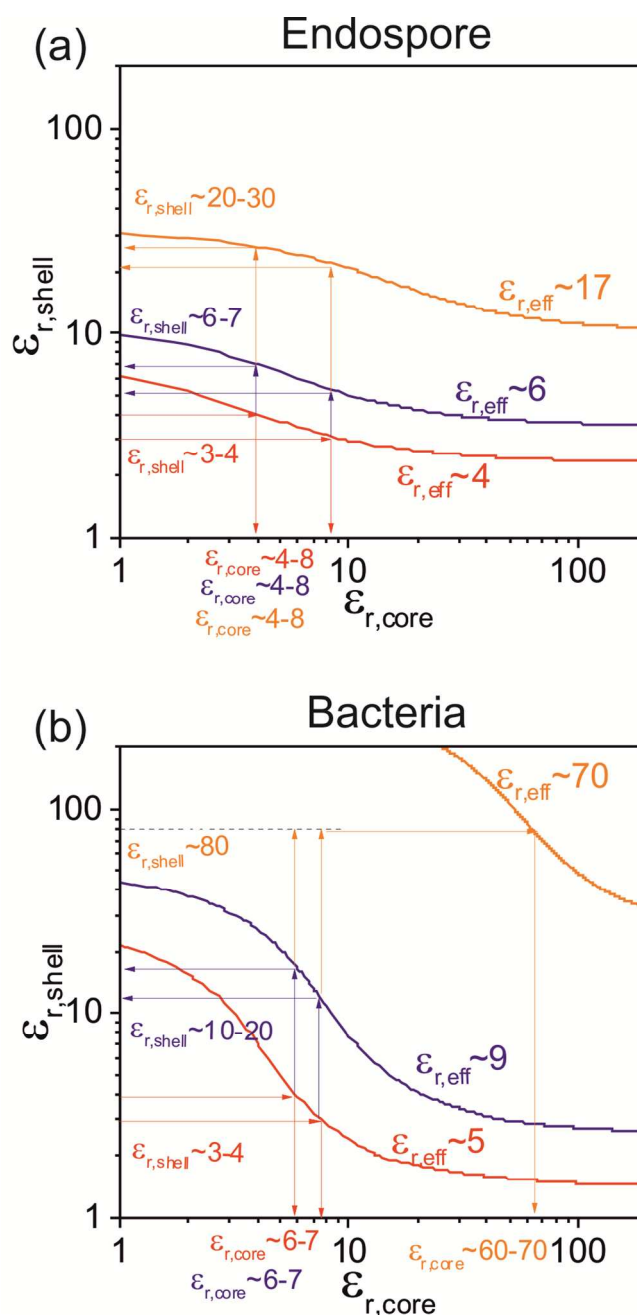 Endospore
(a)
100
εr,shell~20-30
εr,eff~17
εr,shell
10
εr,shell~6-7
εr,eff~6
εr,shell~3-4
εr,eff~4
1
1 10 100
εr,core~4-8
εr,core~4-8
εr,core~4-8
εr,core
(b) Bacteria
εr,eff~70
100
εr,shell~80
εr,shell
10
εr,shell~10-20
εr,eff~9
εr,shell~3-4
εr,eff~5
1
1 10 100
εr,core~6-7 εr,core~60-70
εr,core~6-7
εr,core